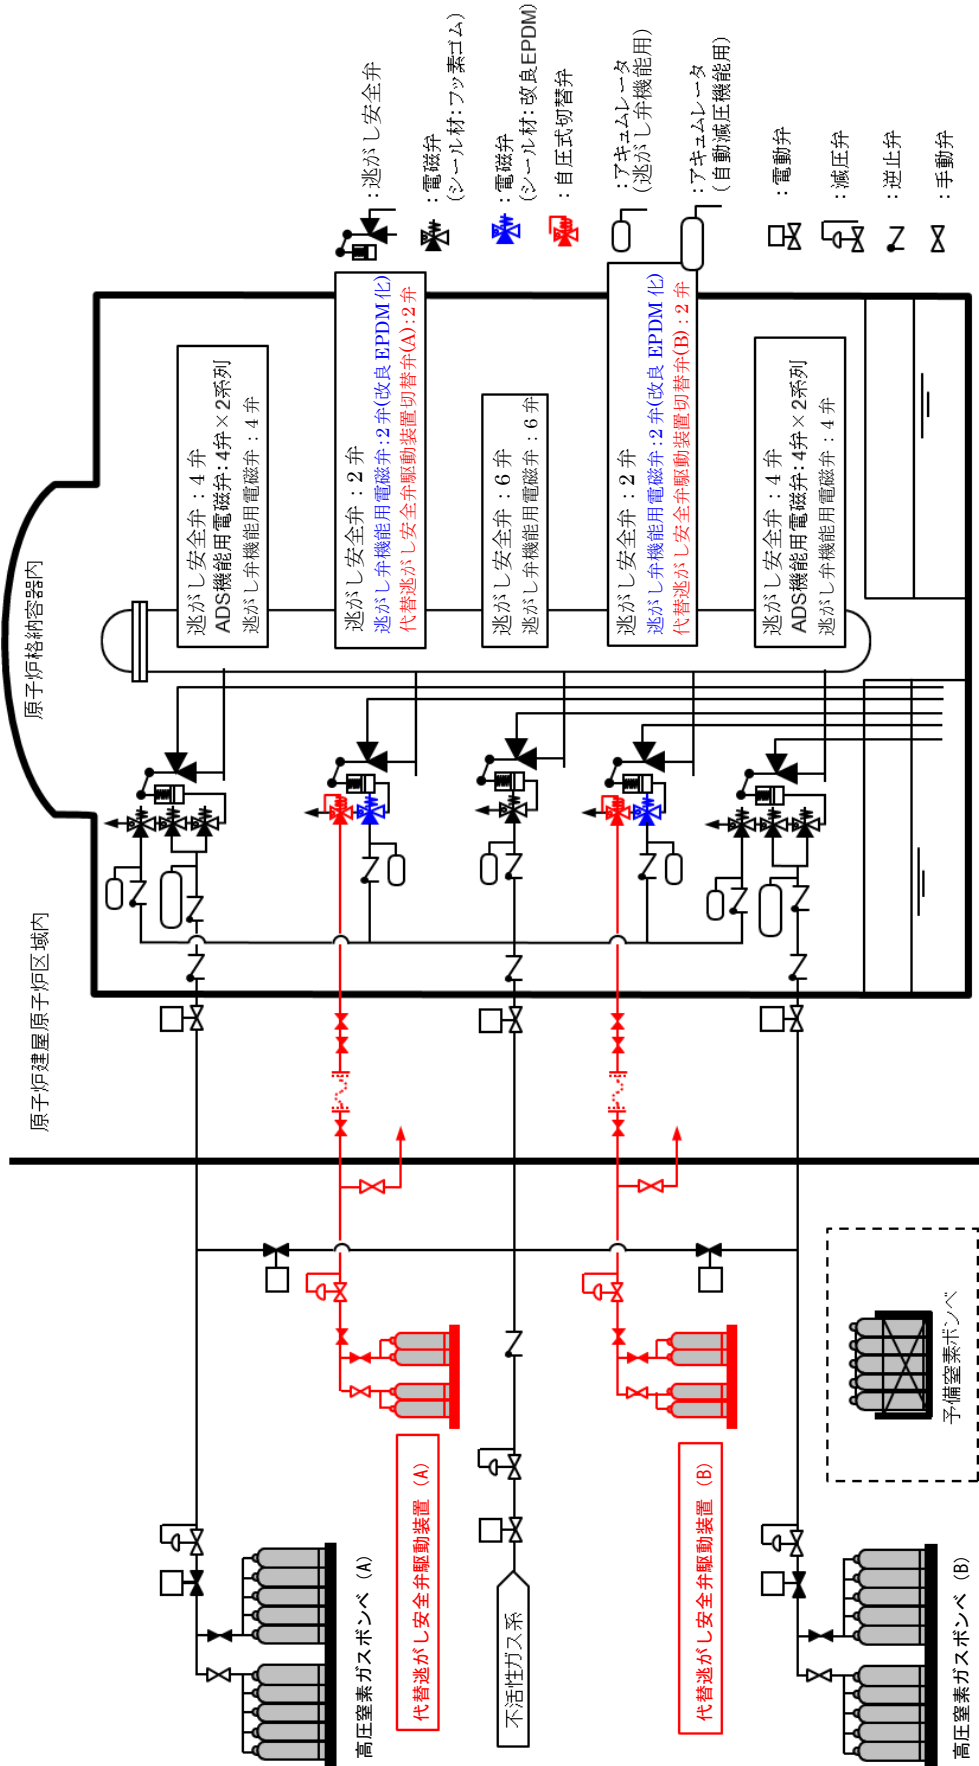 原子炉建屋原子炉区域内
原子炉格納容器内
逃がし安全弁：4 弁
ADS機能用電磁弁：4弁×2系列
逃がし弁機能用電磁弁：4 弁
逃がし安全弁：2 弁
逃がし弁機能用電磁弁：2 弁(改良 EPDM 化)
代替逃がし安全弁駆動装置切替弁(A)：2 弁
逃がし安全弁：6 弁
逃がし弁機能用電磁弁：6 弁
逃がし安全弁：2 弁
逃がし弁機能用電磁弁：2 弁(改良 EPDM 化)
代替逃がし安全弁駆動装置切替弁(B)：2 弁
逃がし安全弁：4 弁
ADS機能用電磁弁：4弁×2系列
逃がし弁機能用電磁弁：4 弁
：逃がし安全弁
：電磁弁
(シール材：フッ素ゴム)
：電磁弁
(シール材：改良EPDM)
：自圧式切替弁
：アキュムレータ
(逃がし弁機能用)
：アキュムレータ
(自動減圧機能用)
：電動弁
：減圧弁
：逆止弁
：手動弁
高圧窒素ガスボンベ（A）
代替逃がし安全弁駆動装置（A）
不活性ガス系
代替逃がし安全弁駆動装置（B）
高圧窒素ガスボンベ（B）
予備窒素ボンベ